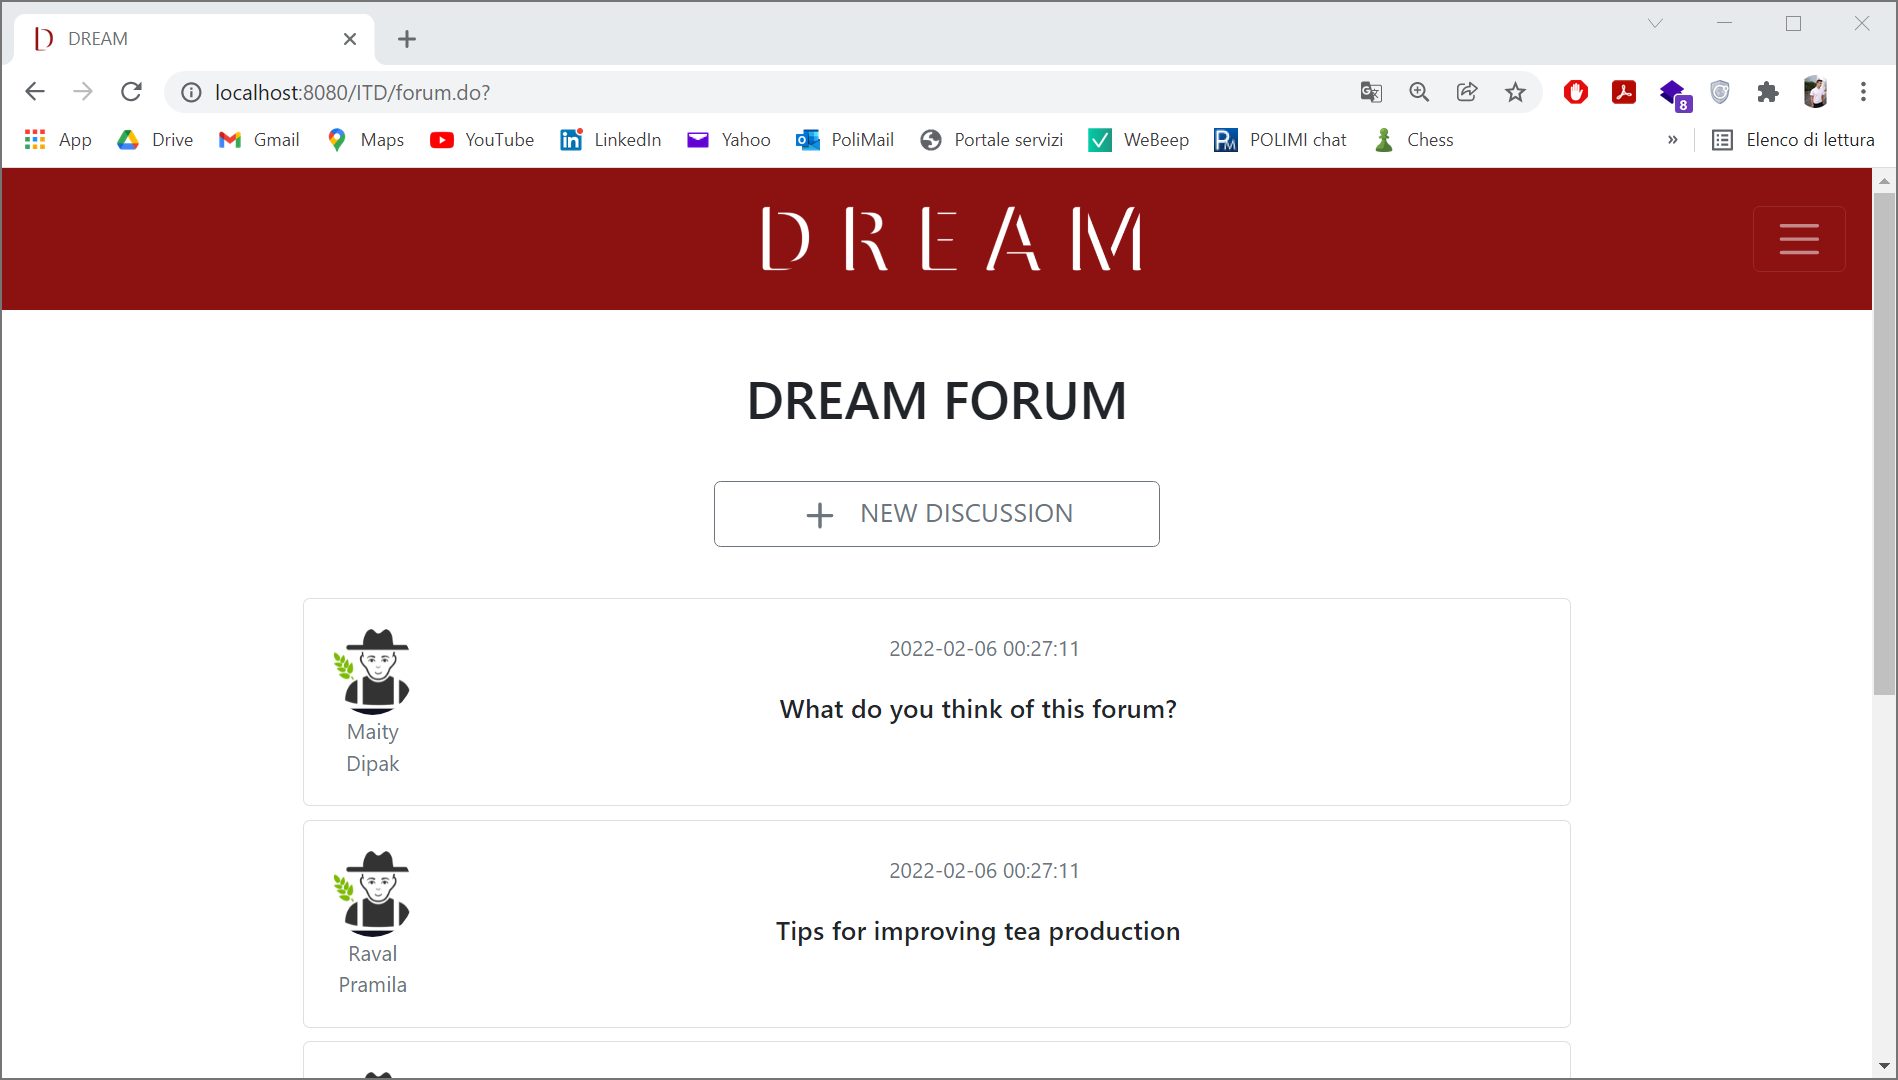 DREAM
localhost:8080/ITD/forum.do?
8
App Drive Gmail Maps YouTube LinkedIn Yahoo PoliMail Portale servizi WeBeep POLIMI chat Chess » Elenco di lettura
DREAM
DREAM FORUM
NEW DISCUSSION
2022-02-06 00:27:11
What do you think of this forum?
Maity
Dipak
2022-02-06 00:27:11
Tips for improving tea production
Raval
Pramila